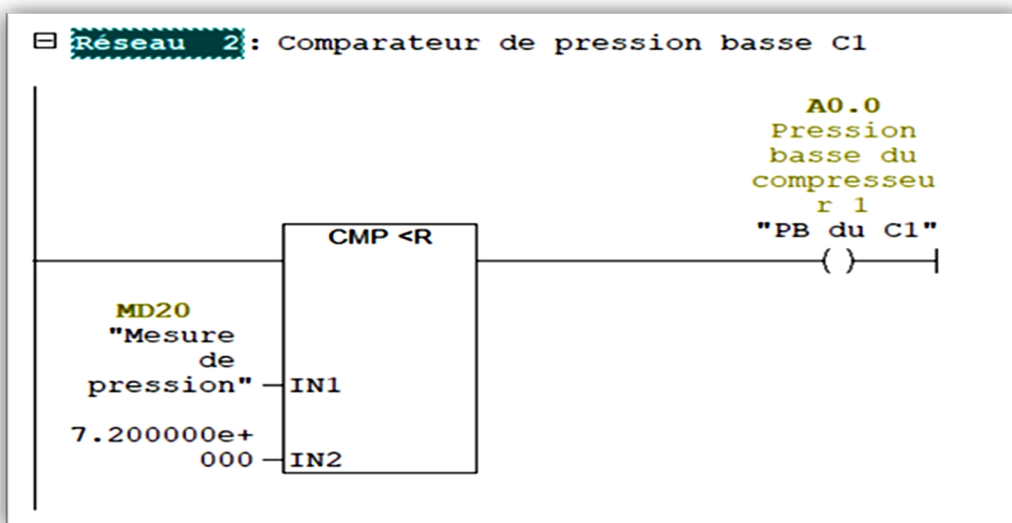 Réseau 2: Comparateur de pression basse C1
A0.0
Pression
basse du
compresseu
r 1
"PB du C1"
CMP <R
( )
MD20
"Mesure
de
pression"
IN1
7.200000e+
000
IN2